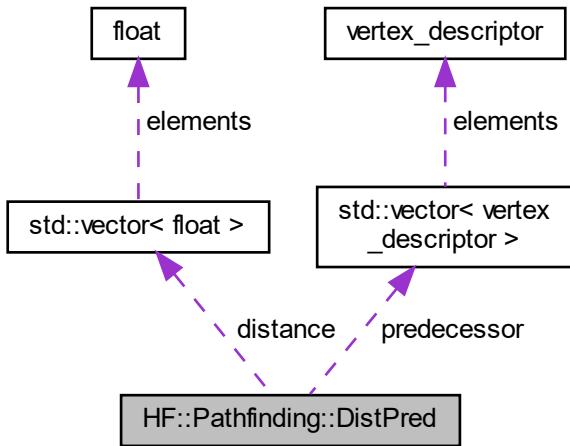 float
vertex_descriptor
elements
elements
std::vector< float >
std::vector< vertex
_descriptor >
distance
predecessor
HF::Pathfinding::DistPred